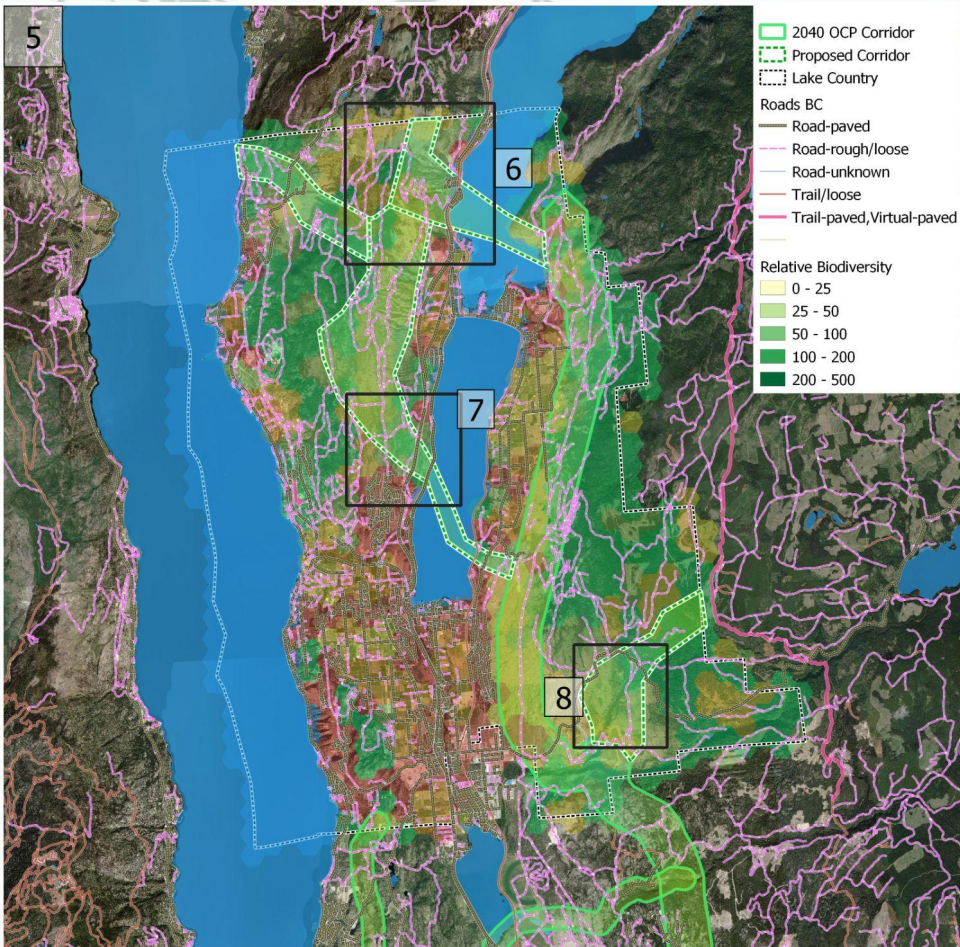 5
2040 OCP Corridor
Proposed Corridor
Lake Country
Roads BC
Road-paved
Road-rough/loose
Road-unknown
Trail/loose
Trail-paved,Virtual-paved
Relative Biodiversity
0 - 25
25 - 50
50 - 100
100 - 200
200 - 500
6
7
8